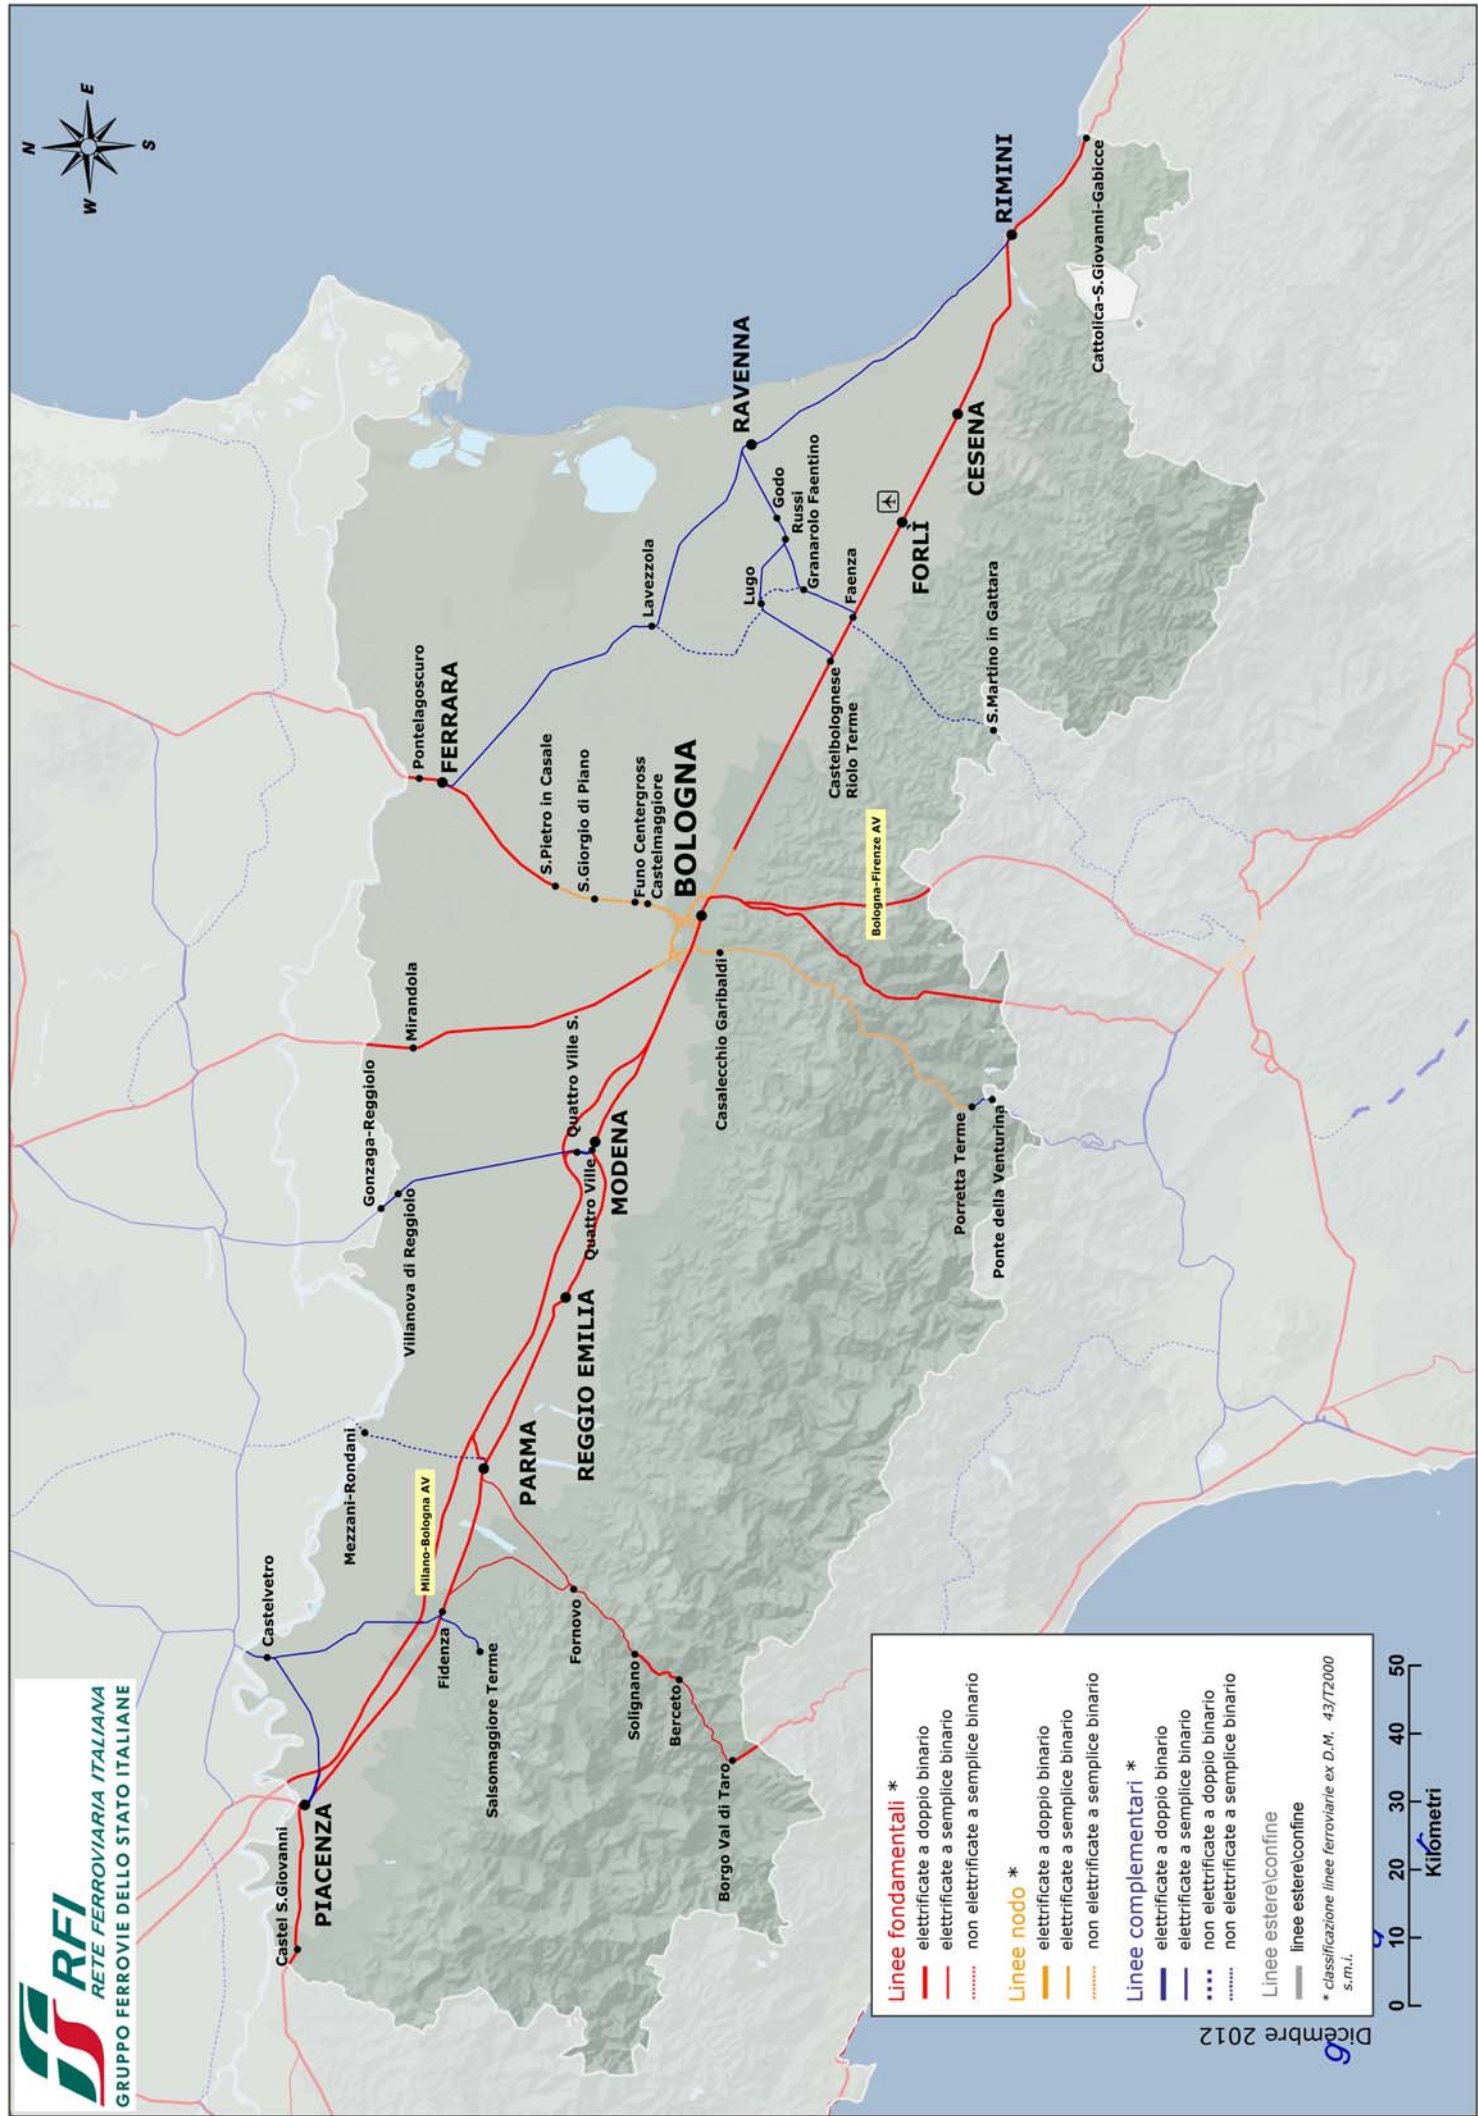 RFI
RETE FERROVIARIA ITALIANA
GRUPPO FERROVIE DELLO STATO ITALIANE
N
W
E
S
Castelvetro
Castel S.Giovanni
PIACENZA
Mezzani-Rondani
Milano-Bologna AV
Fidenza
Salsomaggiore Terme
PARMA
Fornovo
Solignano
Berceto
Borgo Val di Taro
REGGIO EMILIA
Gonzaga-Reggiolo
Villanova di Reggiolo
Mirandola
Quattro Ville S.
Quattro Ville
MODENA
Pontelagoscuro
FERRARA
S.Pietro in Casale
S.Giorgio di Piano
Funo Centergross
Castelmaggiore
BOLOGNA
Casalecchio Garibaldi
Bologna-Firenze AV
Porretta Terme
Ponte della Venturina
Lavezzola
RAVENNA
Godo
Russi
Granarolo Faentino
Lugo
Faenza
Castelbolognese
Riolo Terme
S.Martino in Gattara
FORLÌ
CESENA
RIMINI
Cattolica-S.Giovanni-Gabicce
Linee fondamentali *
elettrificate a doppio binario
elettrificate a semplice binario
non elettrificate a semplice binario
Linee nodo *
elettrificate a doppio binario
elettrificate a semplice binario
non elettrificate a semplice binario
Linee complementari *
elettrificate a doppio binario
elettrificate a semplice binario
non elettrificate a doppio binario
non elettrificate a semplice binario
Linee estere\confine
linee estere\confine
* classificazione linee ferroviarie ex D.M. 43/T2000
s.m.i.
0 10 20 30 40 50
Kilometri
Dicembre 2012